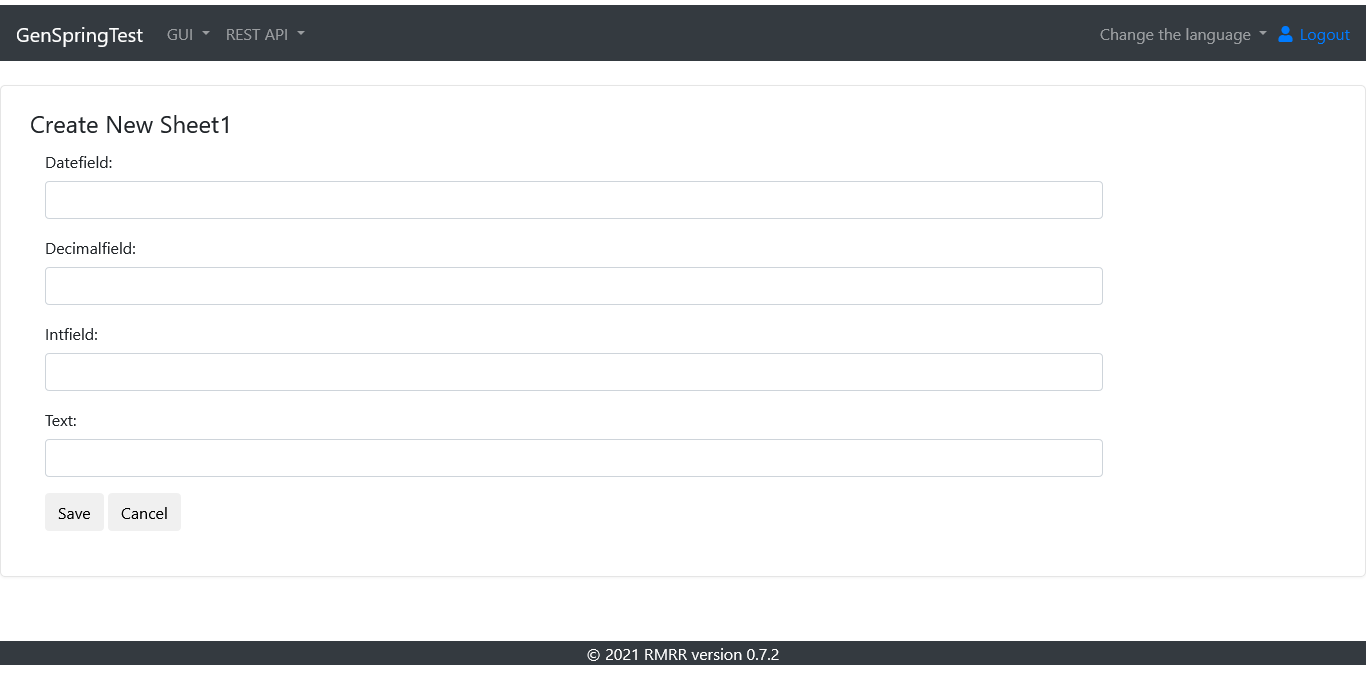 GenSpringTest GUI REST API Change the language Logout
Create New Sheet1
Datefield:
Decimalfield:
Intfield:
Text:
Save Cancel
© 2021 RMRR version 0.7.2